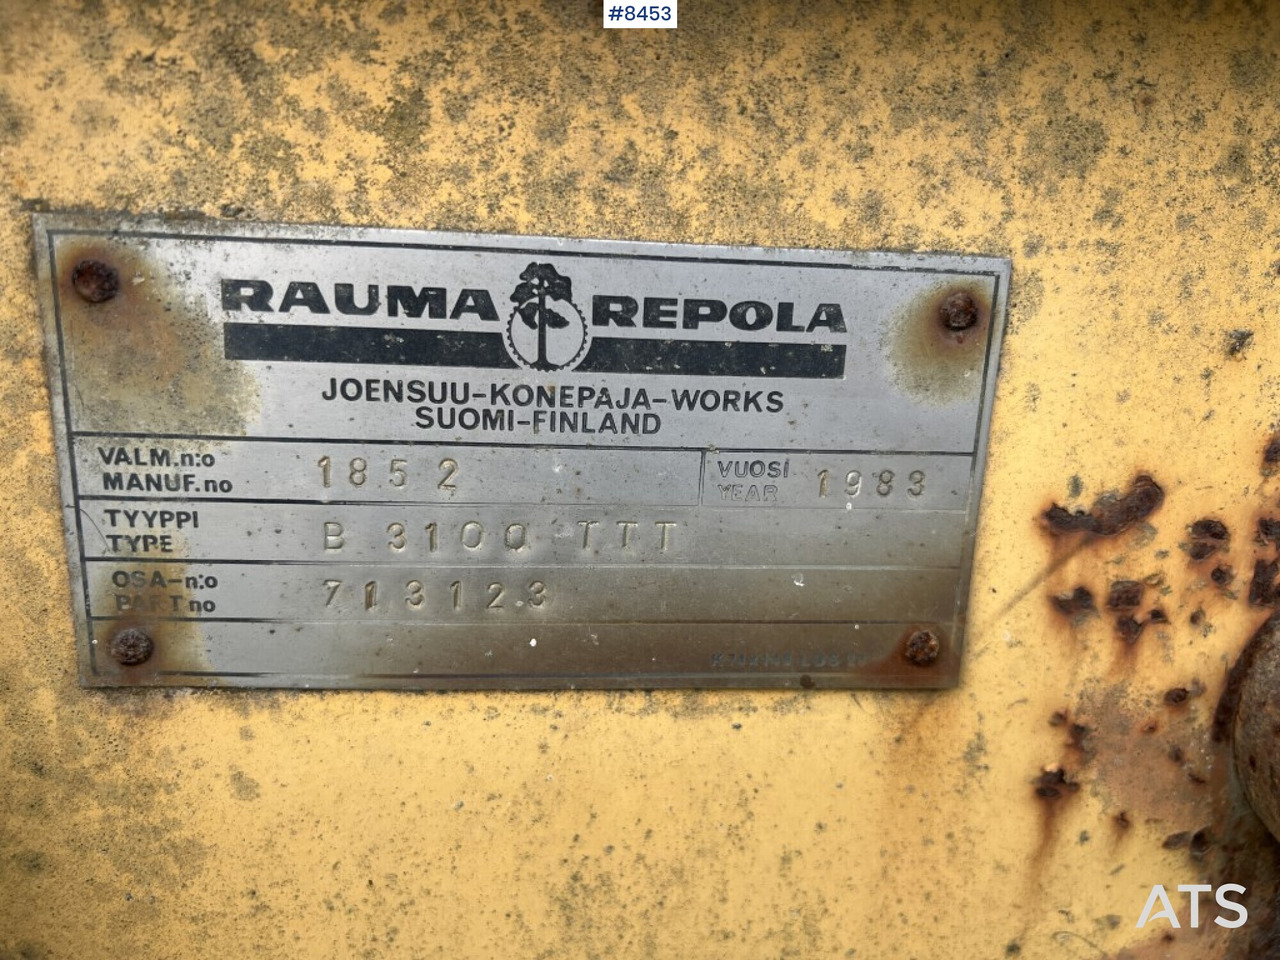 #8453
RAUMA REPOLA
JOENSUU-KONEPAJA-WORKS
SUOMI-FINLAND
VALM.n:o
MANUF.no 1852
VUOSI
YEAR 1983
TYYPPI
TYPE B 3100 TTT
OSA-n:o
PART no 713123
ATS